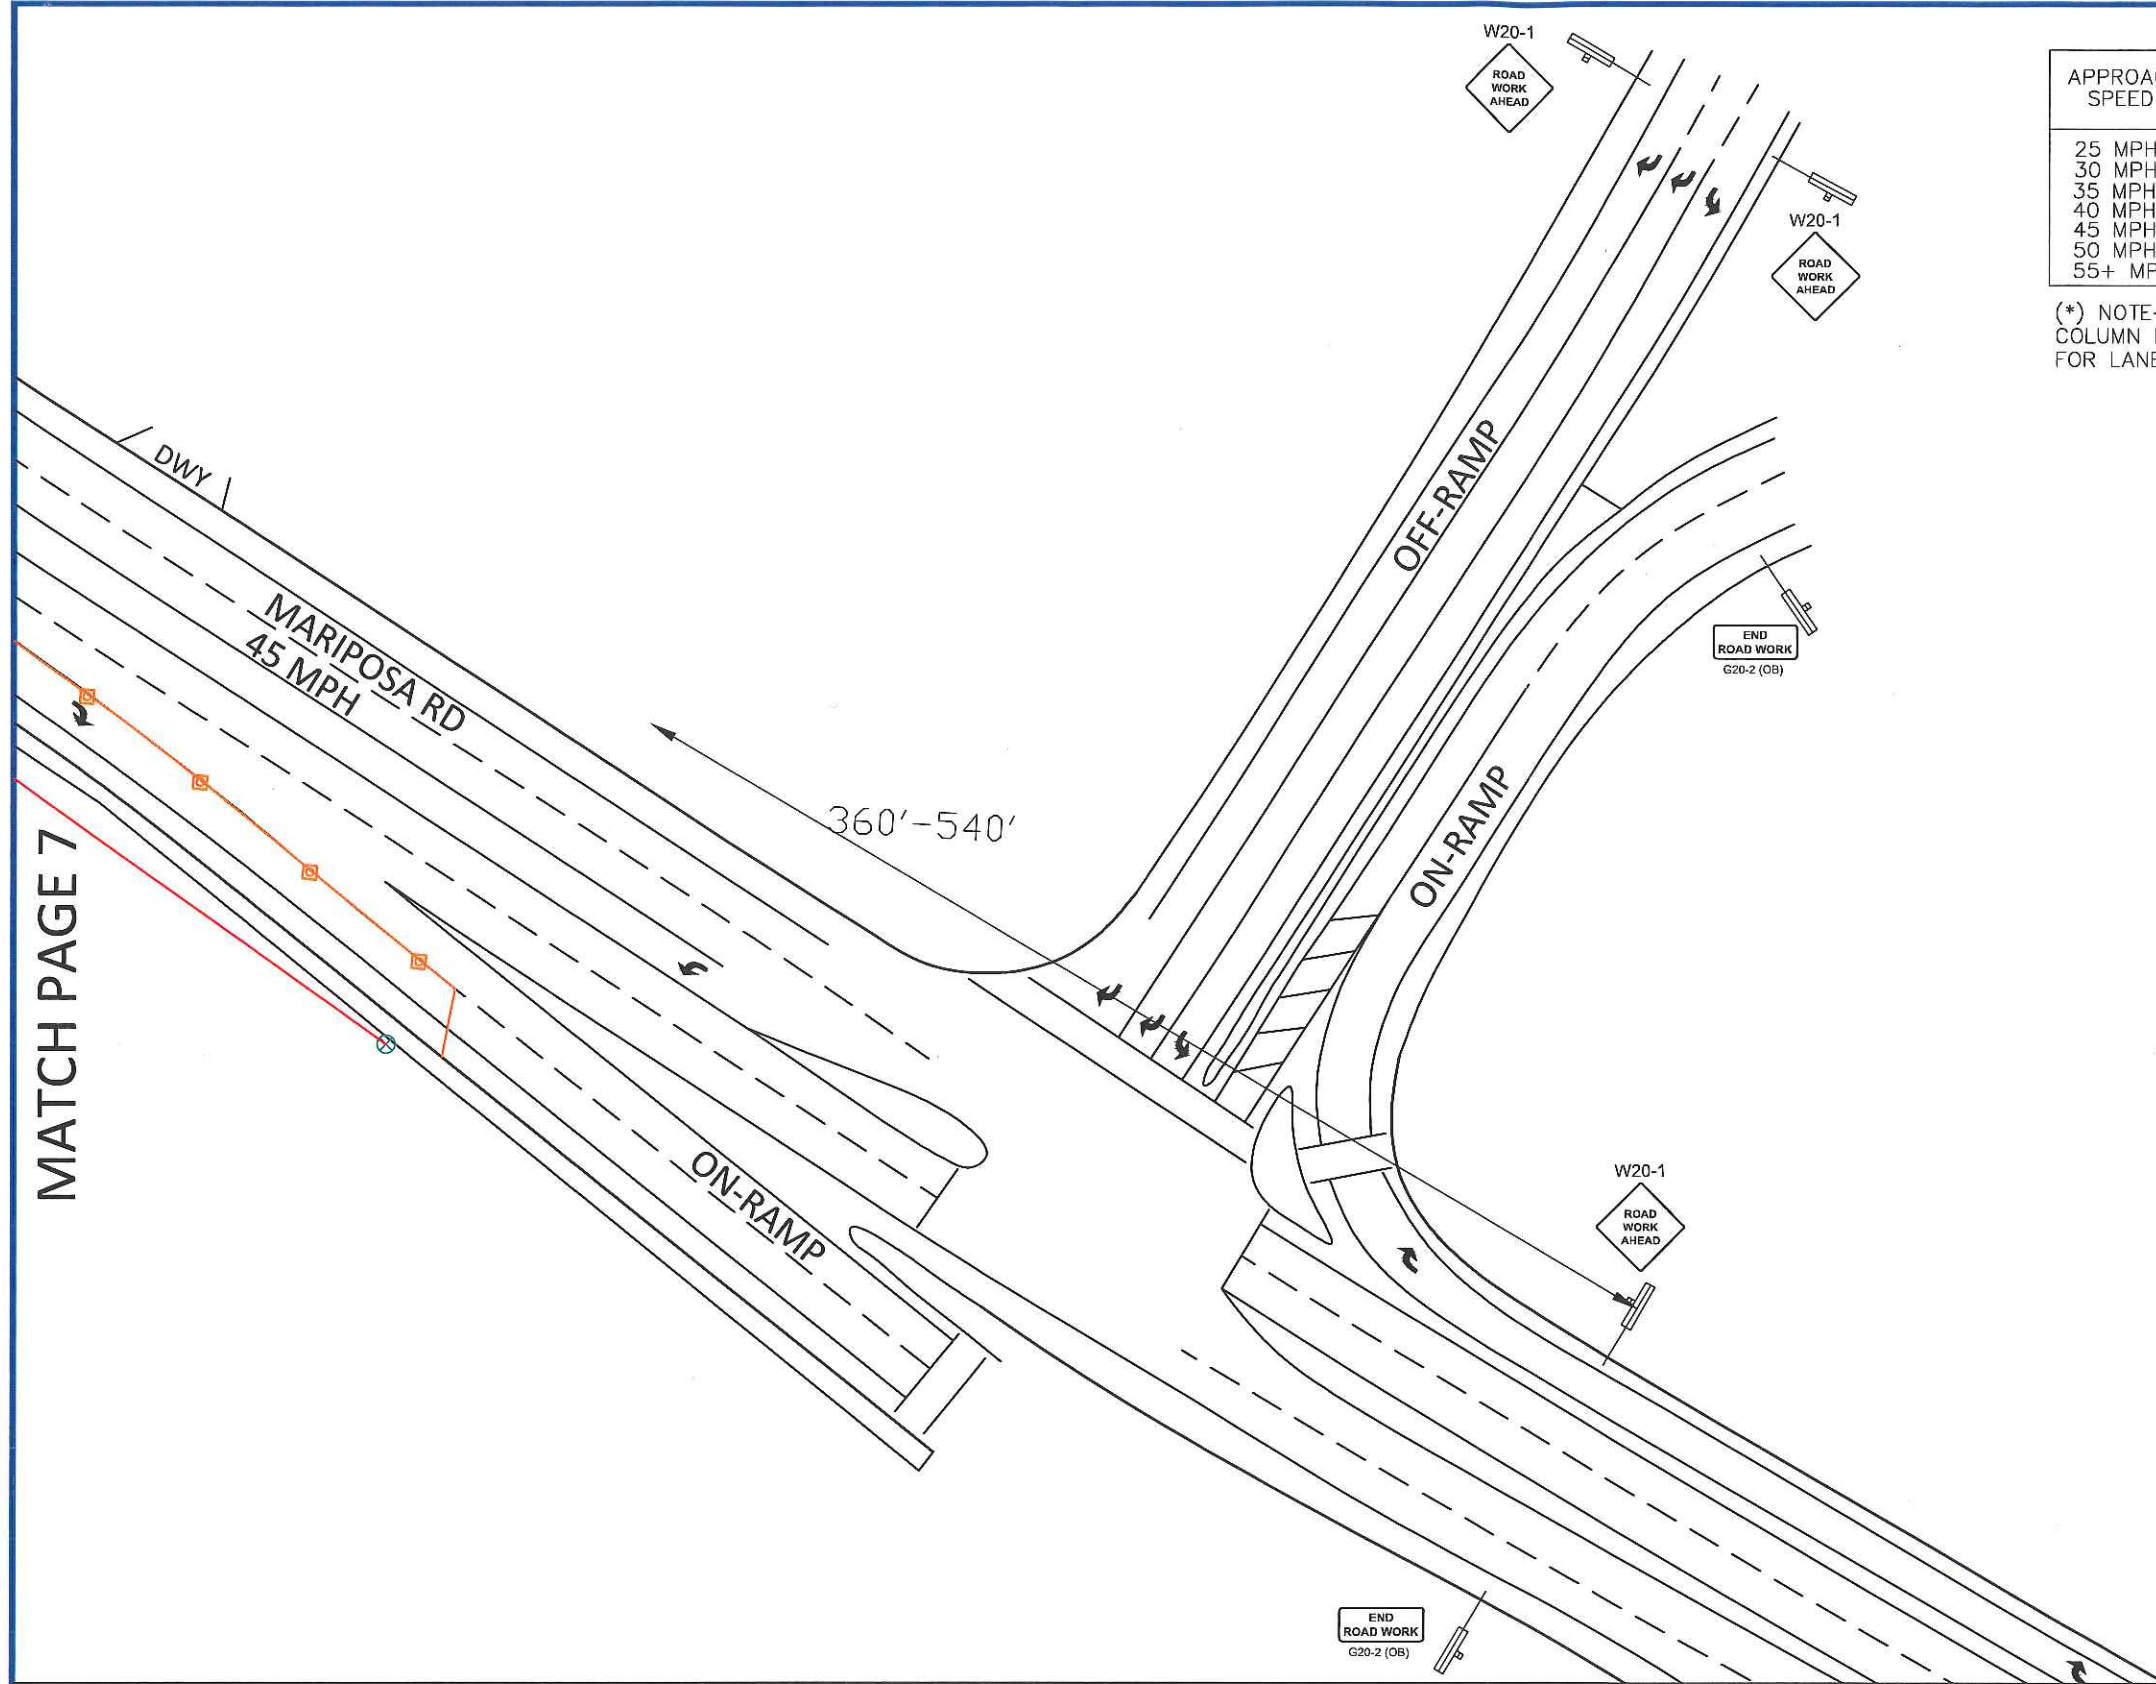 W20-1
ROAD
WORK
AHEAD
W20-1
ROAD
WORK
AHEAD
SPEED
25 MPH
30 MPH
35 MPH
40 MPH
45 MPH
50 MPH
55+
(*) NOTE-
COLUMN
FOR
DWY
MARIPOSA RD
45 MPH
OFF-RAMP
END
ROAD WORK
G20-2 (OB)
360'-540'
ON-RAMP
MATCH PAGE 7
ON-RAMP
W20-1
ROAD
WORK
AHEAD
END
ROAD WORK
G20-2 (OB)